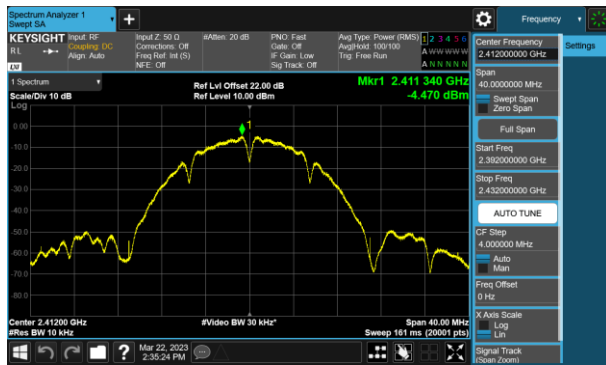 Spectrum Analyzer 1
Swept SA
Frequency
KEYSIGHT
Input: RF
Input Z: 50 Ω
#Atten: 20 dB
PNO: Fast
Avg Type: Power (RMS)
1 2 3 4 5 6
RL
Coupling: DC
Corrections: Off
Gate: Off
Avg|Hold: 100/100
A W W W W W
Align: Auto
Freq Ref: Int (S)
IF Gain: Low
Trig: Free Run
LXI
NFE: Off
Sig Track: Off
A N N N N N
1 Spectrum
Ref Lvl Offset 22.00 dB
Mkr1 2.411 340 GHz
Scale/Div 10 dB
Ref Level 10.00 dBm
-4.470 dBm
Log
1
0.00
-10.0
-20.0
-30.0
-40.0
-50.0
-60.0
-70.0
-80.0
Center 2.41200 GHz
#Video BW 30 kHz*
Span 40.00 MHz
#Res BW 10 kHz
Sweep 161 ms (20001 pts)
Mar 22, 2023
2:35:24 PM
?
Center Frequency
2.412000000 GHz
Settings
Span
40.0000000 MHz
Swept Span
Zero Span
Full Span
Start Freq
2.392000000 GHz
Stop Freq
2.432000000 GHz
AUTO TUNE
CF Step
4.000000 MHz
Auto
Man
Freq Offset
0 Hz
X Axis Scale
Log
Lin
Signal Track
(Span Zoom)